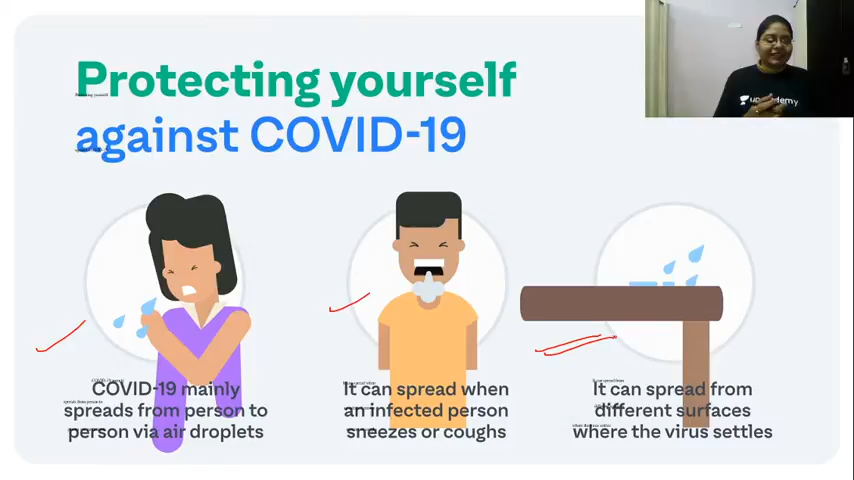 Protecting yourself
against COVID-19
unacademy
COVID-19 mainly
spreads from person to
person via air droplets
It can spread when
an infected person
sneezes or coughs
It can spread from
different surfaces
where the virus settles